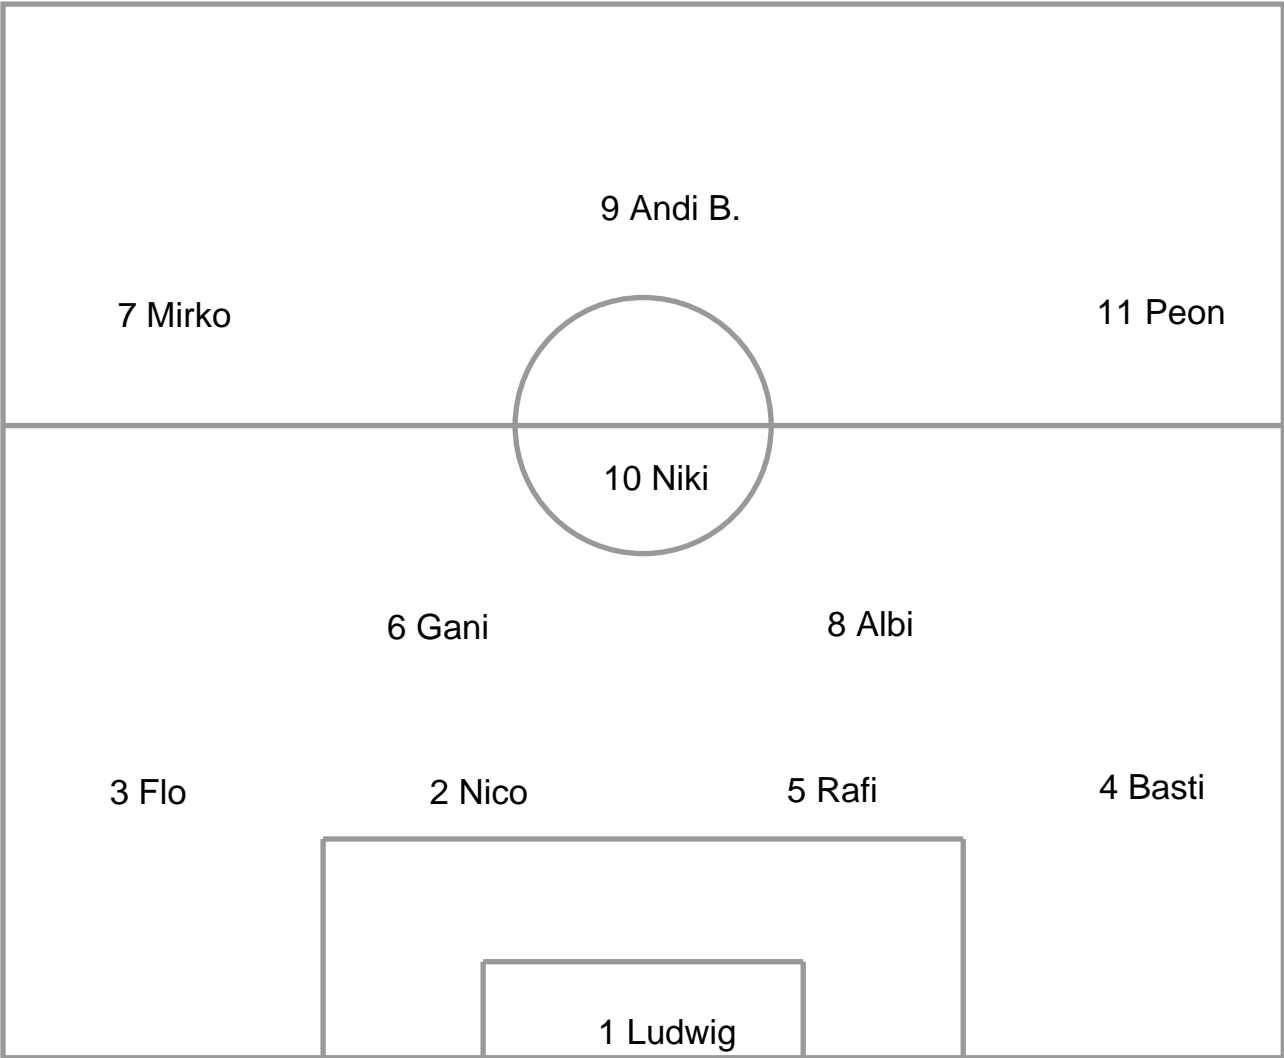 9 Andi B.
7 Mirko
11 Peon
10 Niki
6 Gani
8 Albi
3 Flo
2 Nico
5 Rafi
4 Basti
1 Ludwig